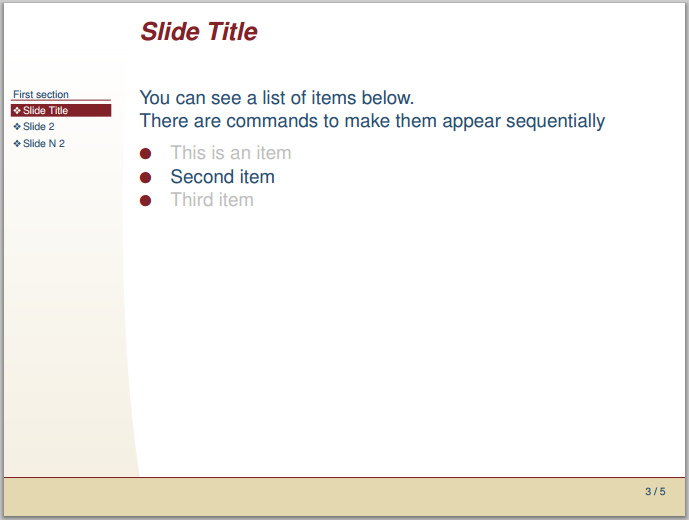 Slide Title
First section
❖ Slide Title
❖ Slide 2
❖ Slide N 2
You can see a list of items below.
There are commands to make them appear sequentially
● This is an item
● Second item
● Third item
3 / 5